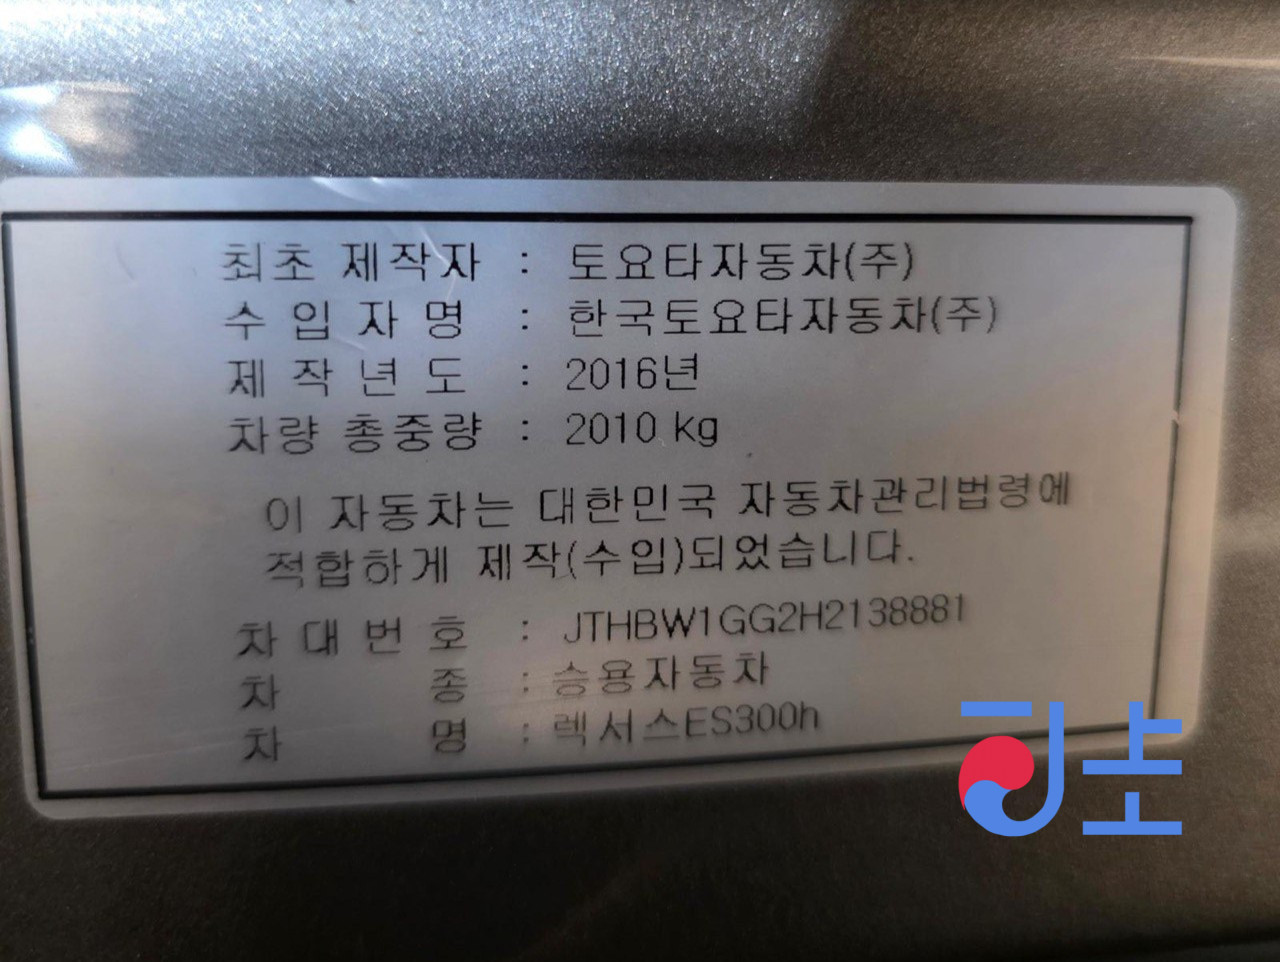 최초 제작자 : 토요타자동차(주)
수입자명 : 한국토요타자동차(주)
제작년도 : 2016년
차량 총중량 : 2010 kg
이 자동차는 대한민국 자동차관리법령에
적합하게 제작(수입)되었습니다.
차대번호 : JTHBW1GG2H2138881
차종 : 승용자동차
차명 : 렉서스ES300h